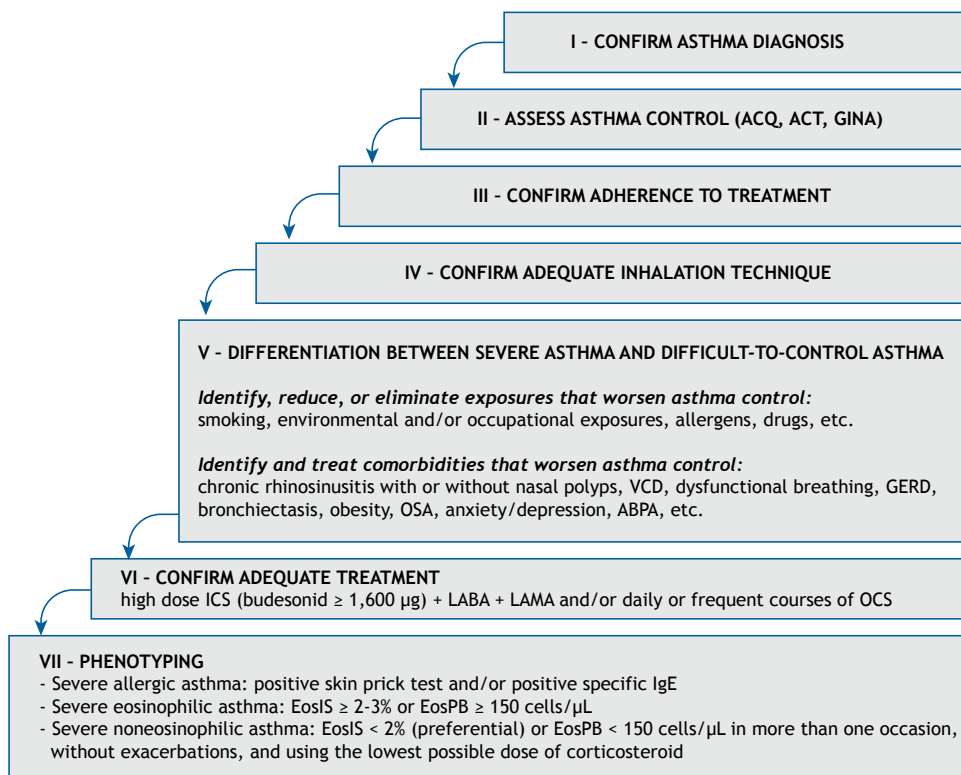 I – CONFIRM ASTHMA DIAGNOSIS
II – ASSESS ASTHMA CONTROL (ACQ, ACT, GINA)
III – CONFIRM ADHERENCE TO TREATMENT
IV – CONFIRM ADEQUATE INHALATION TECHNIQUE
V – DIFFERENTIATION BETWEEN SEVERE ASTHMA AND DIFFICULT-TO-CONTROL ASTHMA
Identify, reduce, or eliminate exposures that worsen asthma control:
smoking, environmental and/or occupational exposures, allergens, drugs, etc.
Identify and treat comorbidities that worsen asthma control:
chronic rhinosinusitis with or without nasal polyps, VCD, dysfunctional breathing, GERD,
bronchiectasis, obesity, OSA, anxiety/depression, ABPA, etc.
VI – CONFIRM ADEQUATE TREATMENT
high dose ICS (budesonid ≥ 1,600 µg) + LABA + LAMA and/or daily or frequent courses of OCS
VII – PHENOTYPING
- Severe allergic asthma: positive skin prick test and/or positive specific IgE
- Severe eosinophilic asthma: EosIS ≥ 2-3% or EosPB ≥ 150 cells/µL
- Severe noneosinophilic asthma: EosIS < 2% (preferential) or EosPB < 150 cells/µL in more than one occasion,
without exacerbations, and using the lowest possible dose of corticosteroid